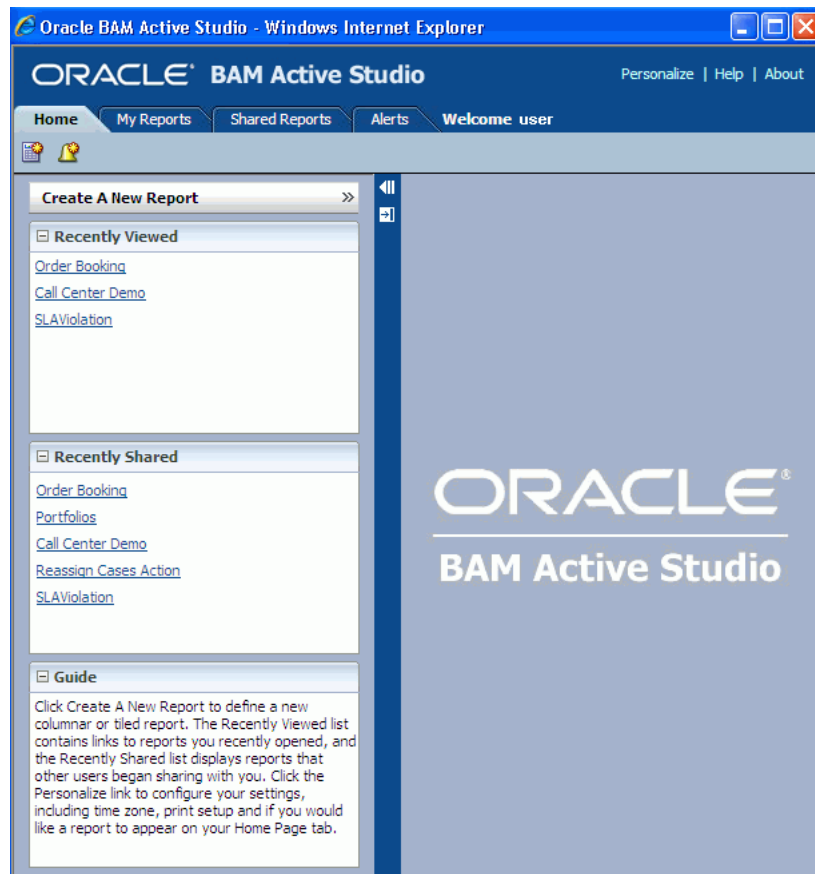 Oracle BAM Active Studio - Windows Internet Explorer
ORACLE® BAM Active Studio
Personalize | Help | About
Home My Reports Shared Reports Alerts Welcome user
Create A New Report »
Recently Viewed
Order Booking
Call Center Demo
SLAViolation
Recently Shared
Order Booking
Portfolios
Call Center Demo
Reassign Cases Action
SLAViolation
Guide
Click Create A New Report to define a new
columnar or tiled report. The Recently Viewed list
contains links to reports you recently opened, and
the Recently Shared list displays reports that
other users began sharing with you. Click the
Personalize link to configure your settings,
including time zone, print setup and if you would
like a report to appear on your Home Page tab.
ORACLE®
BAM Active Studio